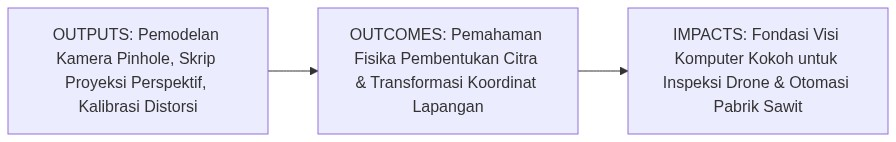 OUTPUTS: Pemodelan
Kamera Pinhole, Skrip
Proyeksi Perspektif,
Kalibrasi Distorsi
OUTCOMES: Pemahaman
Fisika Pembentukan Citra
& Transformasi Koordinat
Lapangan
IMPACTS: Fondasi Visi
Komputer Kokoh untuk
Inspeksi Drone & Otomasi
Pabrik Sawit